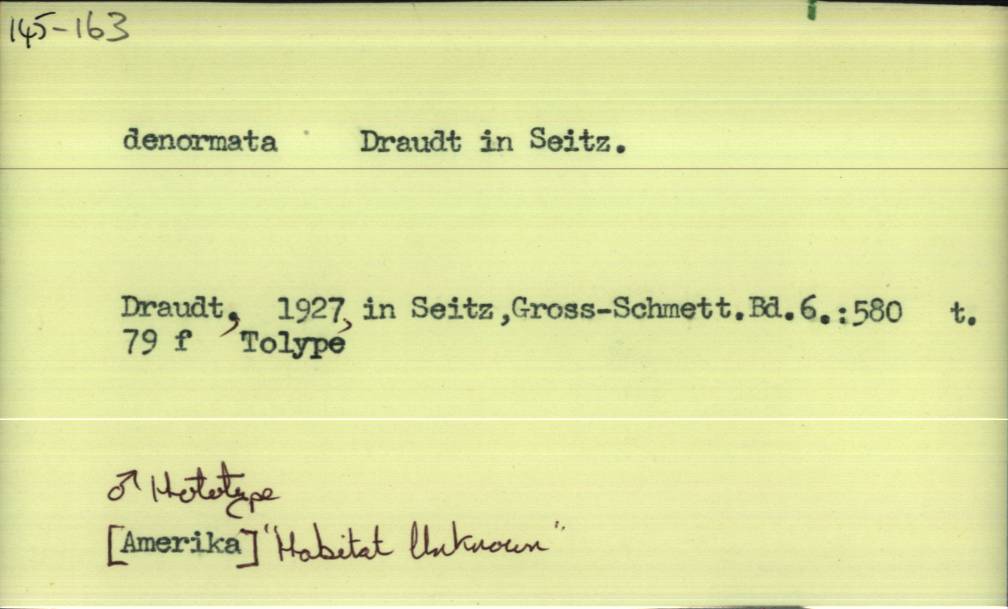 145-163
denormata Draudt in Seitz.
Draudt, 1927, in Seitz,Gross-Schmett.Bd.6.:580 t.
79 f Tolype
♂ Holotype
[Amerika] "Habitat Unknown"